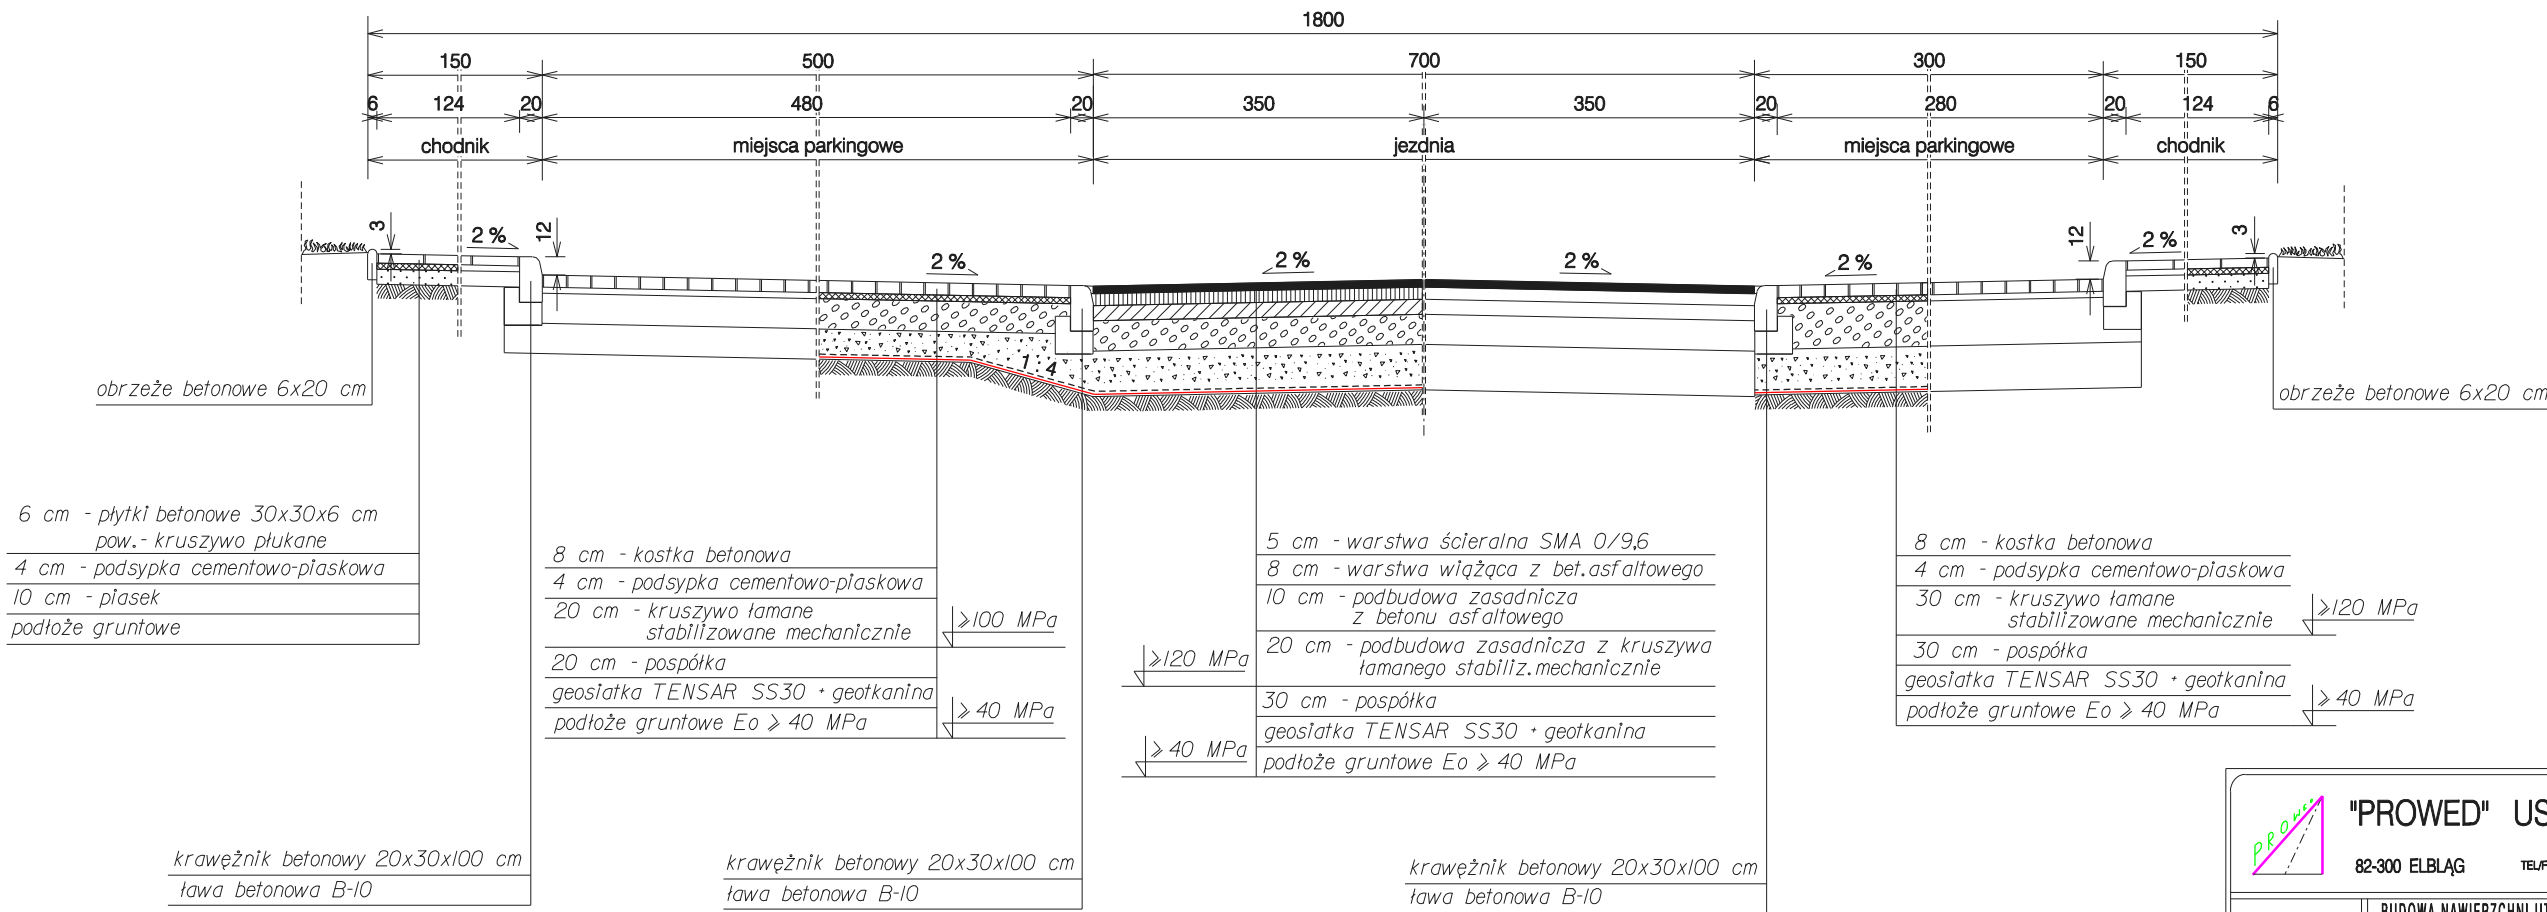 1800
150 500 700 300 150
6 124 20 480 20 350 350 20 280 20 124 6
chodnik miejsca parkingowe jezdnia miejsca parkingowe chodnik
3 2 % 12 2 % 2 % 2 % 2 % 12 2 % 3
1 : 4
obrzeże betonowe 6x20 cm
obrzeże betonowe 6x20 cm
6 cm - płytki betonowe 30x30x6 cm
pow.- kruszywo płukane
4 cm - podsypka cementowo-piaskowa
10 cm - piasek
podłoże gruntowe
8 cm - kostka betonowa
4 cm - podsypka cementowo-piaskowa
20 cm - kruszywo łamane
stabilizowane mechanicznie
≥100 MPa
20 cm - pospółka
geosiatka TENSAR SS30 + geotkanina
podłoże gruntowe Eo ≥ 40 MPa
≥ 40 MPa
5 cm - warstwa ścieralna SMA 0/9,6
8 cm - warstwa wiążąca z bet.asfaltowego
10 cm - podbudowa zasadnicza
z betonu asfaltowego
20 cm - podbudowa zasadnicza z kruszywa
łamanego stabiliz.mechanicznie
≥120 MPa
30 cm - pospółka
geosiatka TENSAR SS30 + geotkanina
podłoże gruntowe Eo ≥ 40 MPa
≥ 40 MPa
8 cm - kostka betonowa
4 cm - podsypka cementowo-piaskowa
30 cm - kruszywo łamane
stabilizowane mechanicznie
≥120 MPa
30 cm - pospółka
geosiatka TENSAR SS30 + geotkanina
podłoże gruntowe Eo ≥ 40 MPa
≥ 40 MPa
krawężnik betonowy 20x30x100 cm
ława betonowa B-10
krawężnik betonowy 20x30x100 cm
ława betonowa B-10
krawężnik betonowy 20x30x100 cm
ława betonowa B-10
PROWED
"PROWED" US
82-300 ELBLĄG TEL/F
BUDOWA NAWIERZCHNI UT